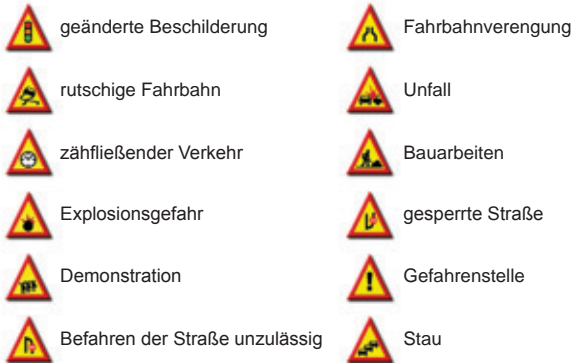 geänderte Beschilderung
Fahrbahnverengung
rutschige Fahrbahn
Unfall
zähfließender Verkehr
Bauarbeiten
Explosionsgefahr
gesperrte Straße
Demonstration
Gefahrenstelle
Befahren der Straße unzulässig
Stau